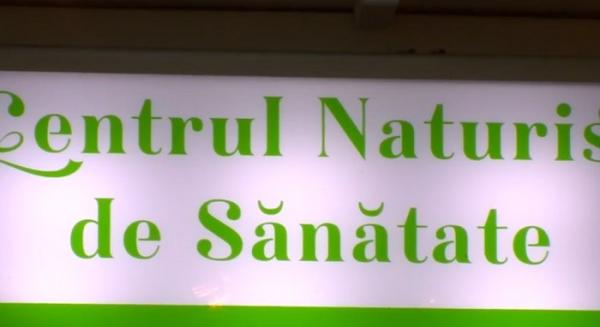 Centrul Naturis
de Sănătate